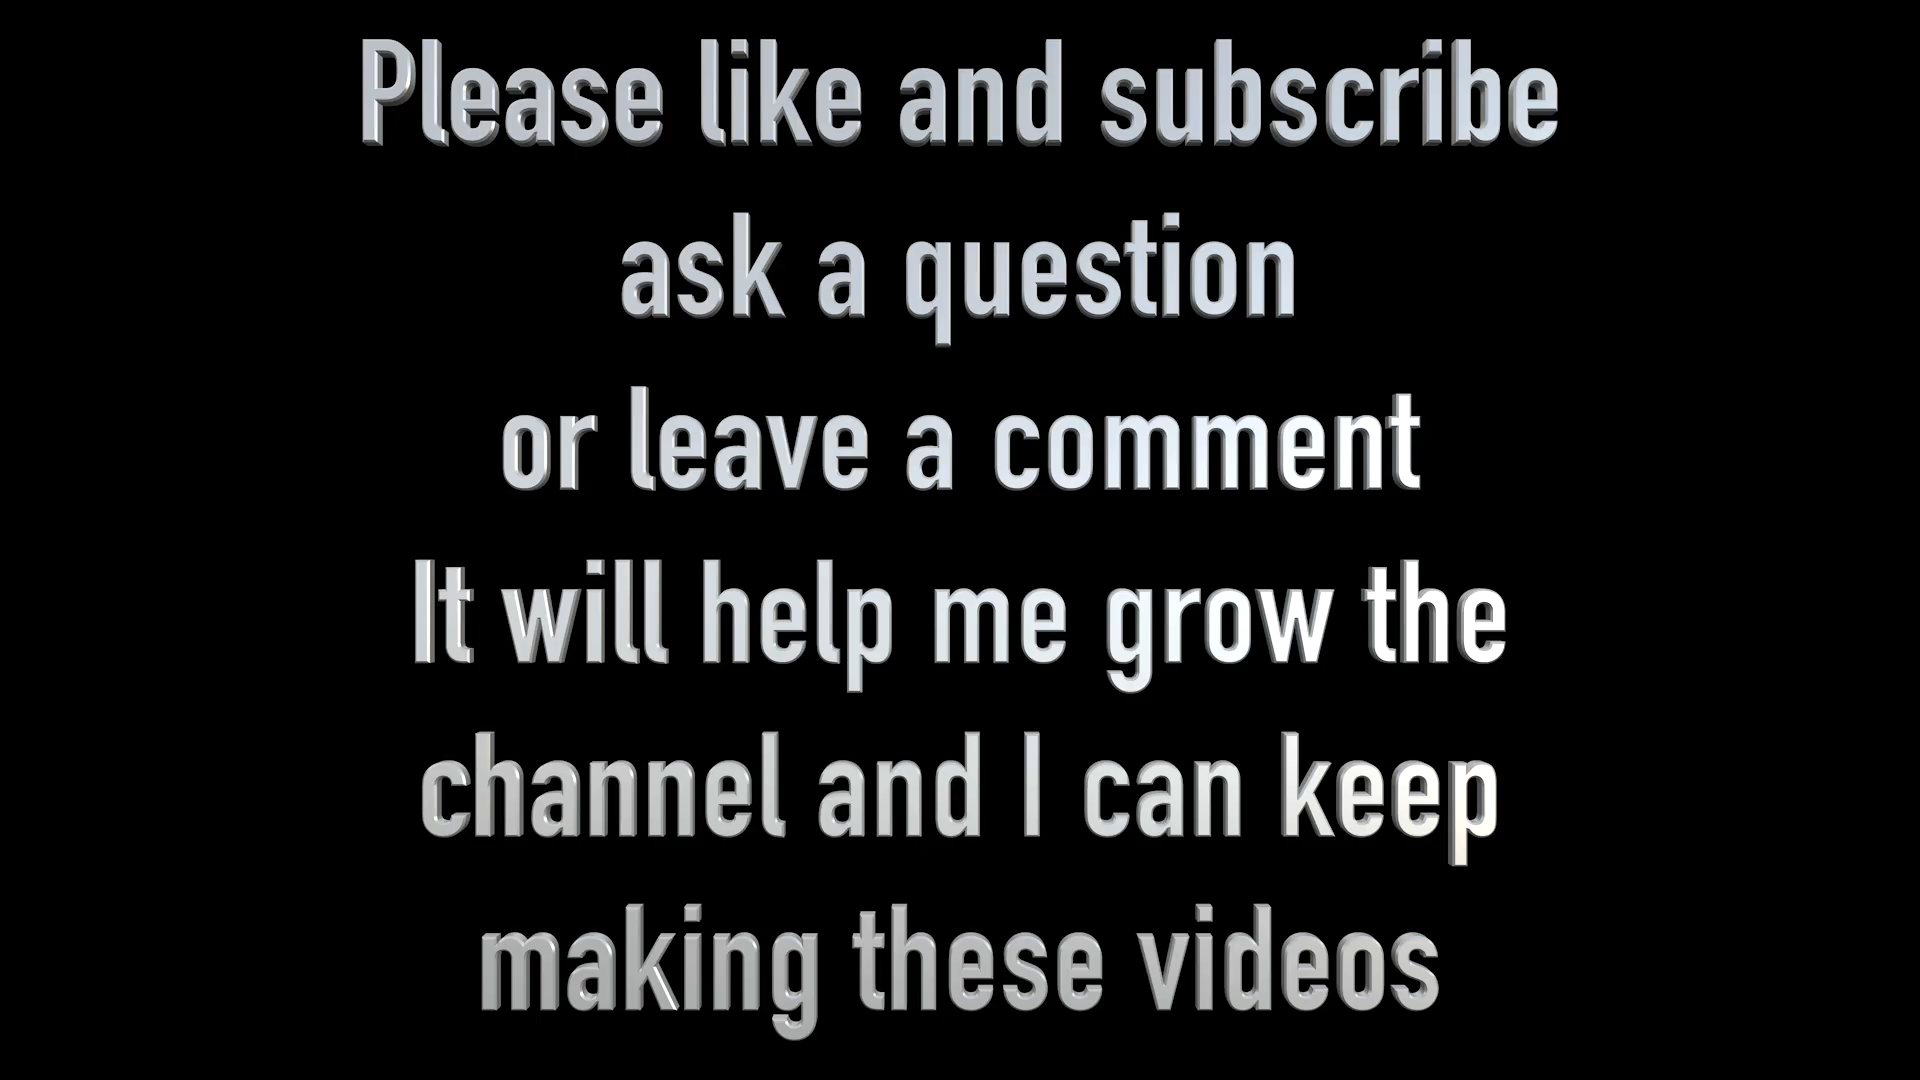 Please like and subscribe
ask a question
or leave a comment
It will help me grow the
channel and I can keep
making these videos